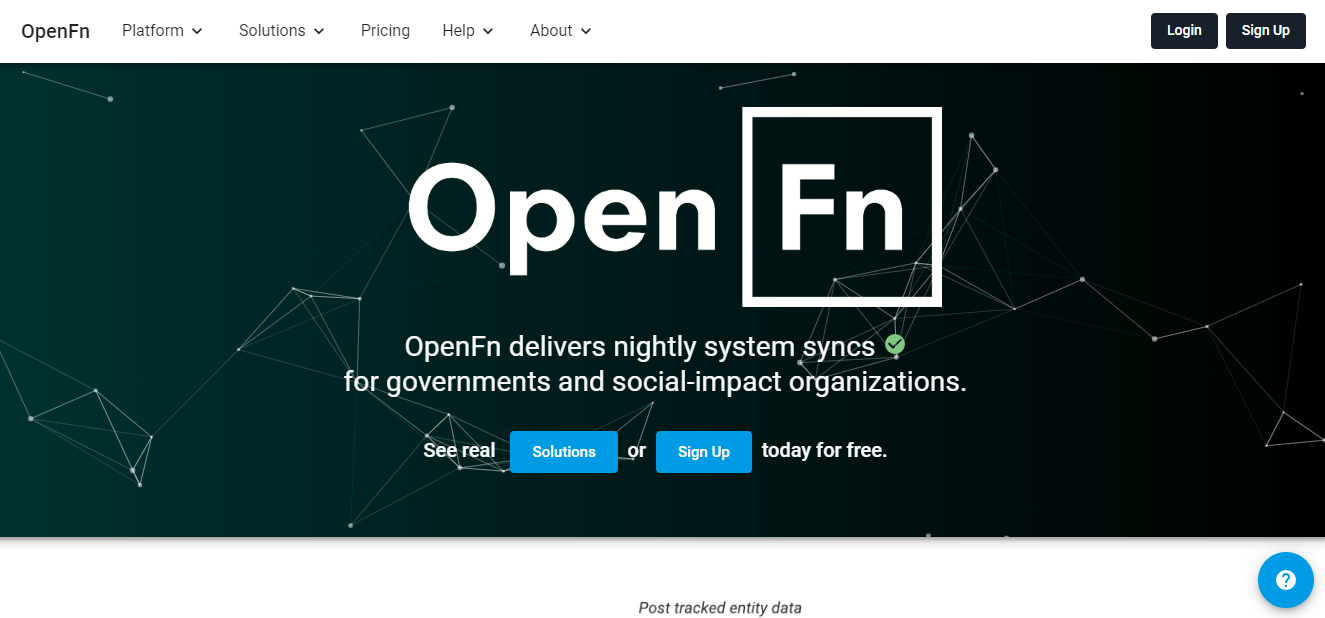 OpenFn Platform Solutions Pricing Help About Login Sign Up
Open Fn
OpenFn delivers nightly system syncs
for governments and social-impact organizations.
See real Solutions or Sign Up today for free.
?
Post tracked entity data